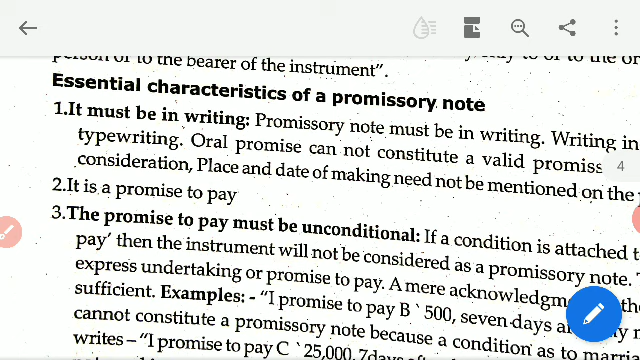 person or to the bearer of the instrument”.
Essential characteristics of a promissory note
1.It must be in writing: Promissory note must be in writing. Writing in
typewriting. Oral promise can not constitute a valid
consideration, Place and date of making need not be mentioned on the
4
2.It is a promise to pay
3.The promise to pay must be unconditional: If a condition is attached
pay’ then the instrument will not be considered as a promissory note.
express undertaking or promise to pay. A mere
sufficient. Examples: - “I promise to pay B ` 500, seven days
cannot constitute a promissory note because a condition as to
writes – “I promise to pay C ` 25,000, 7days